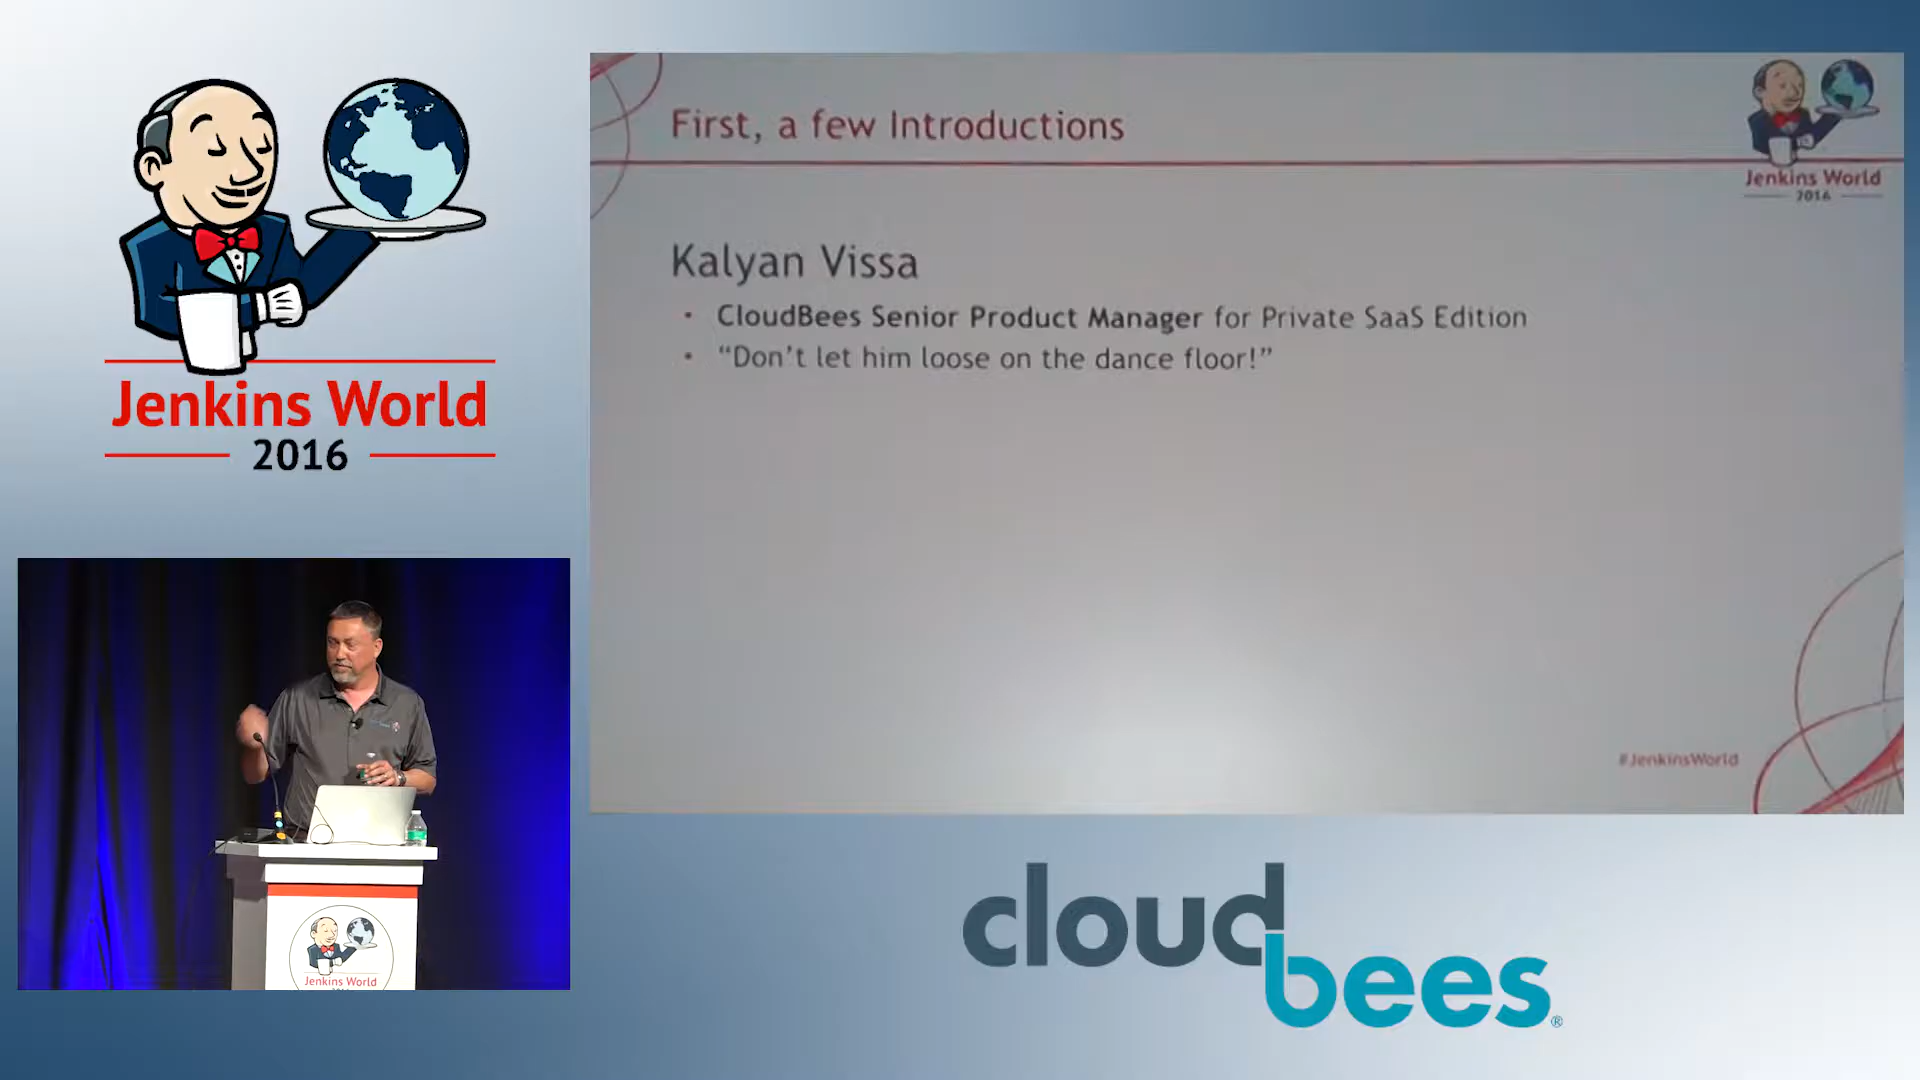 Jenkins World
2016
First, a few Introductions
Jenkins World
2016
Kalyan Vissa
• CloudBees Senior Product Manager for Private SaaS Edition
• “Don’t let him loose on the dance floor!”
#JenkinsWorld
Jenkins World
cloudbees®